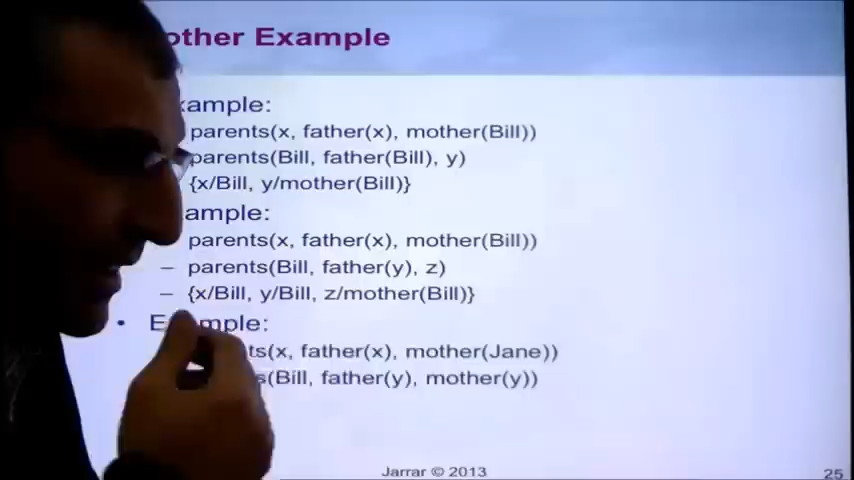 other Example
xample:
parents(x, father(x), mother(Bill))
parents(Bill, father(Bill), y)
{x/Bill, y/mother(Bill)}
ample:
parents(x, father(x), mother(Bill))
– parents(Bill, father(y), z)
– {x/Bill, y/Bill, z/mother(Bill)}
• Example:
ts(x, father(x), mother(Jane))
s(Bill, father(y), mother(y))
Jarrar © 2013
25